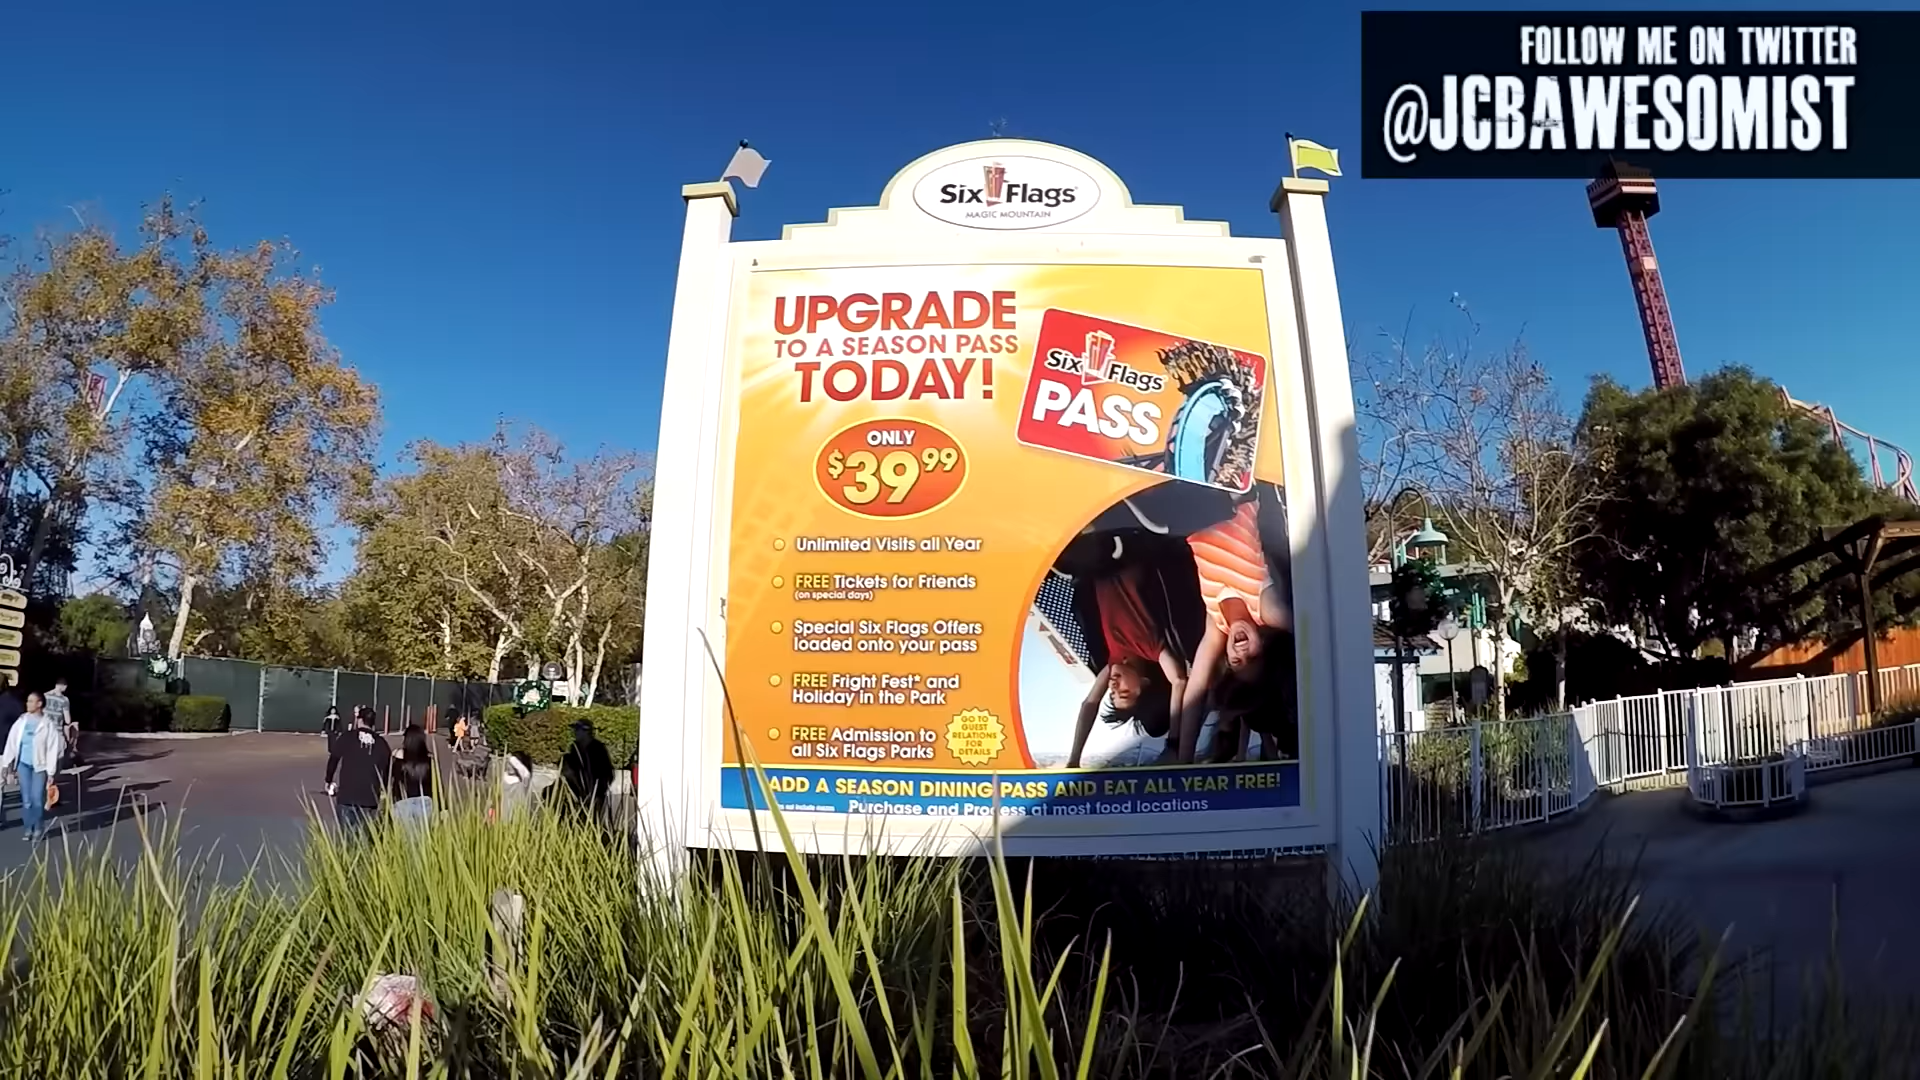 FOLLOW ME ON TWITTER
@JCBAWESOMIST
Six Flags
MAGIC MOUNTAIN
UPGRADE
TO A SEASON PASS
TODAY!
ONLY
$39 99
Six Flags
PASS
Unlimited Visits all Year
FREE Tickets for Friends
(on special days)
Special Six Flags Offers
loaded onto your pass
FREE Fright Fest* and
Holiday in the Park
FREE Admission to
all Six Flags Parks
GO TO
GUEST
RELATIONS
FOR
DETAILS
ADD A SEASON DINING PASS AND EAT ALL YEAR FREE!
Purchase and Process at most food locations